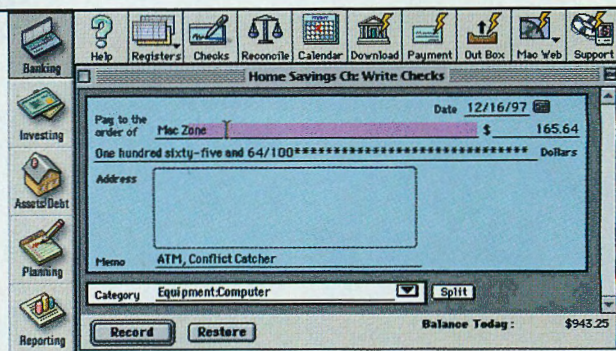 Banking
Investing
Assets/Debt
Planning
Reporting
Help Registers Checks Reconcile Calendar Download Payment Out Box Mac Web Support
Home Savings Ch: Write Checks
Date 12/16/97
Pay to the
order of Mac Zone $ 165.64
One hundred sixty-five and 64/100****************************** Dollars
Address
Memo ATM, Conflict Catcher
Category Equipment:Computer Split
Record Restore Balance Today: $943.25